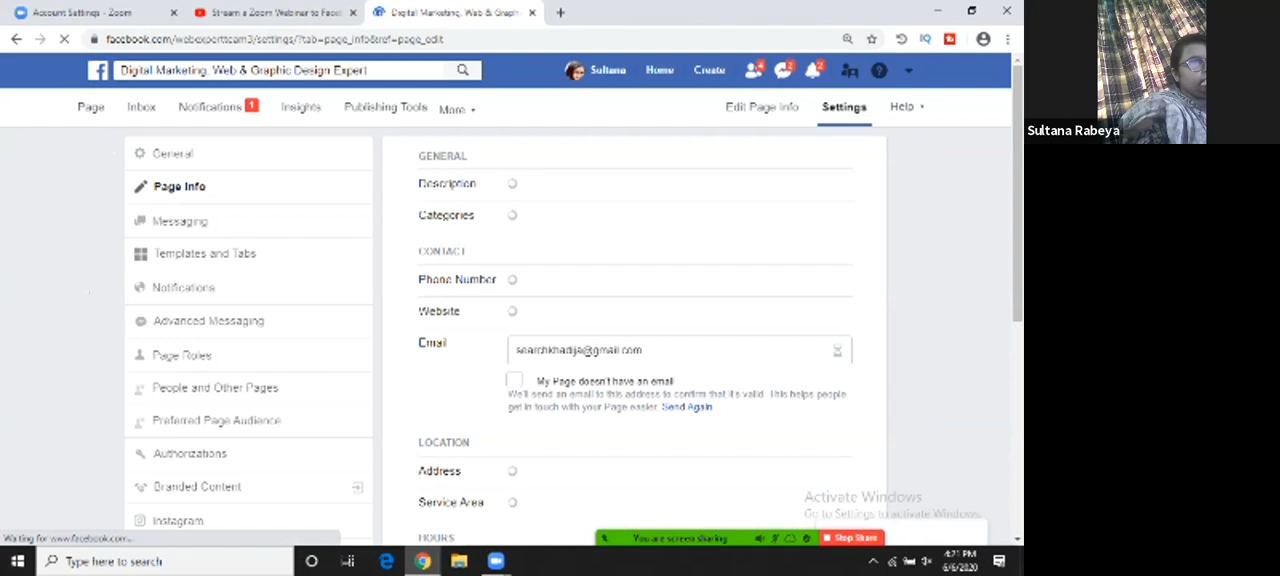 Account Settings - Zoom
Stream a Zoom Webinar to Facel
Digital Marketing, Web & Graph
facebook.com/webexpertteam3/settings/?tab=page_info&ref=page_edit
Digital Marketing, Web & Graphic Design Expert
Sultana
Home
Create
4
2
2
Page
Inbox
Notifications 1
Insights
Publishing Tools
More
Edit Page Info
Settings
Help
General
Page Info
Messaging
Templates and Tabs
Notifications
Advanced Messaging
Page Roles
People and Other Pages
Preferred Page Audience
Authorizations
Branded Content
Instagram
GENERAL
Description
Categories
CONTACT
Phone Number
Website
Email
searchkhadija@gmail.com
My Page doesn't have an email
We'll send an email to this address to confirm that it's valid. This helps people
get in touch with your Page easier. Send Again
LOCATION
Address
Service Area
HOURS
Activate Windows
Go to Settings to activate Windows.
Waiting for www.facebook.com...
You are screen sharing
Stop Share
Type here to search
4:21 PM
6/6/2020
Sultana Rabeya